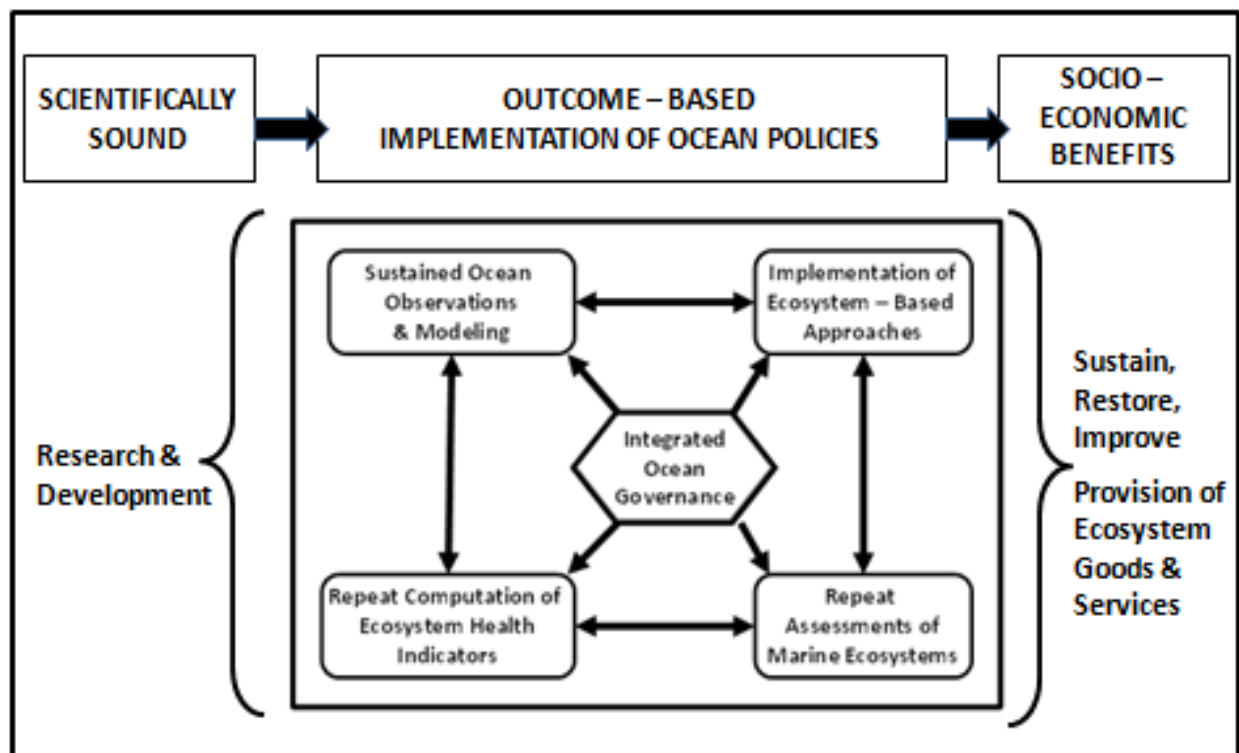 SCIENTIFICALLY
SOUND
OUTCOME – BASED
IMPLEMENTATION OF OCEAN POLICIES
SOCIO –
ECONOMIC
BENEFITS
Research &
Development
Sustained Ocean
Observations
& Modeling
Implementation of
Ecosystem – Based
Approaches
Integrated
Ocean
Governance
Repeat Computation of
Ecosystem Health
Indicators
Repeat
Assessments of
Marine Ecosystems
Sustain,
Restore,
Improve
Provision of
Ecosystem
Goods &
Services